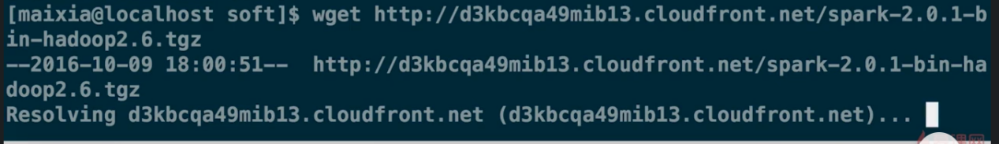 [maixia@localhost soft]$ wget http://d3kbcqa49mib13.cloudfront.net/spark-2.0.1-b
in-hadoop2.6.tgz
--2016-10-09 18:00:51--  http://d3kbcqa49mib13.cloudfront.net/spark-2.0.1-bin-ha
doop2.6.tgz
Resolving d3kbcqa49mib13.cloudfront.net (d3kbcqa49mib13.cloudfront.net)...